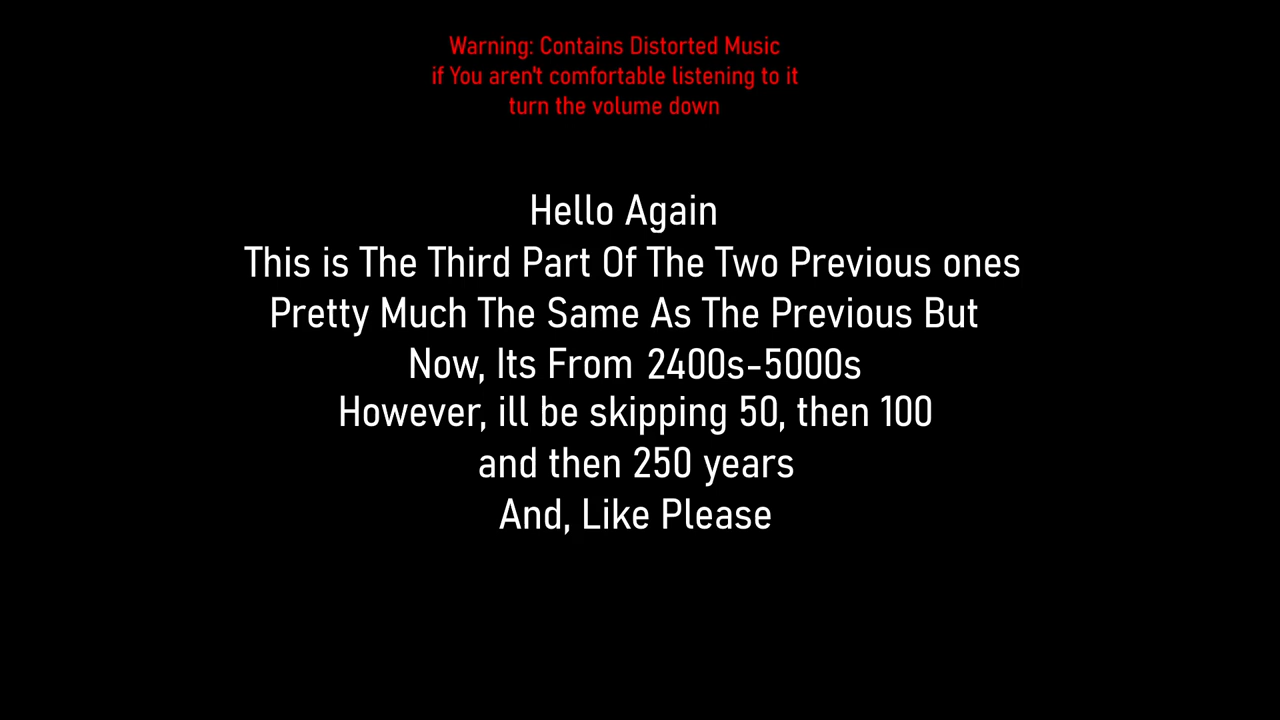 Warning: Contains Distorted Music
if You aren't comfortable listening to it
turn the volume down
Hello Again
This is The Third Part Of The Two Previous ones
Pretty Much The Same As The Previous But
Now, Its From 2400s-5000s
However, ill be skipping 50, then 100
and then 250 years
And, Like Please